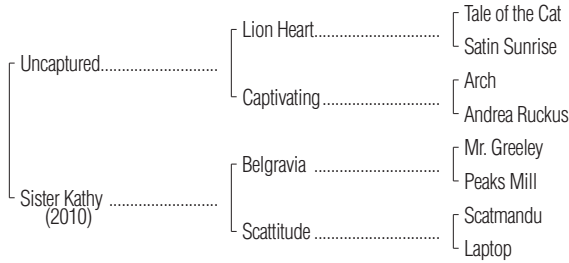 Tale of the Cat
Lion Heart
Satin Sunrise
Uncaptured
Arch
Captivating
Andrea Ruckus
Mr. Greeley
Belgravia
Peaks Mill
Sister Kathy
(2010)
Scatmandu
Scattitude
Laptop